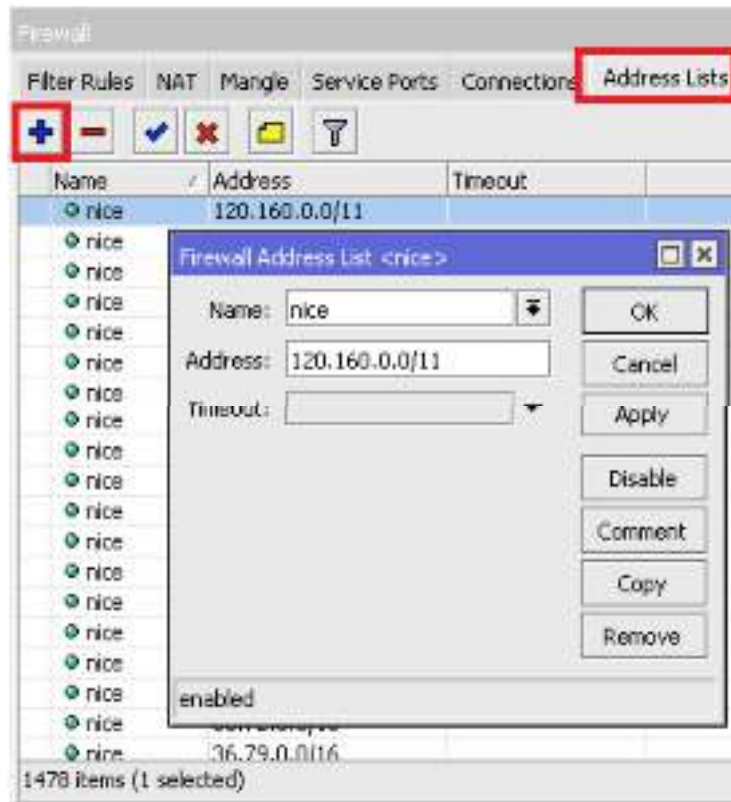 Firewall
Filter Rules NAT Mangle Service Ports Connections Address Lists
Name Address Timeout
nice 120.160.0.0/11
nice
Firewall Address List <nice>
nice
Name: nice OK
nice
nice
Address: 120.160.0.0/11 Cancel
nice
nice
Timeout: Apply
nice
nice
nice Disable
nice
nice Comment
nice
nice Copy
nice
nice Remove
nice
nice enabled
nice
nice 36.79.0.0/16
1478 items (1 selected)